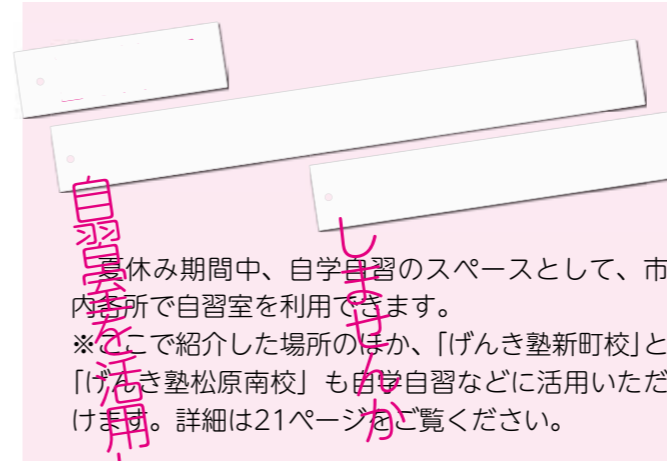 自習室を活用
しませんか
夏休み期間中、自学自習のスペースとして、市
内各所で自習室を利用できます。
※ここで紹介した場所のほか、「げんき塾新町校」と
「げんき塾松原南校」も自学自習などに活用いただ
けます。詳細は21ページをご覧ください。